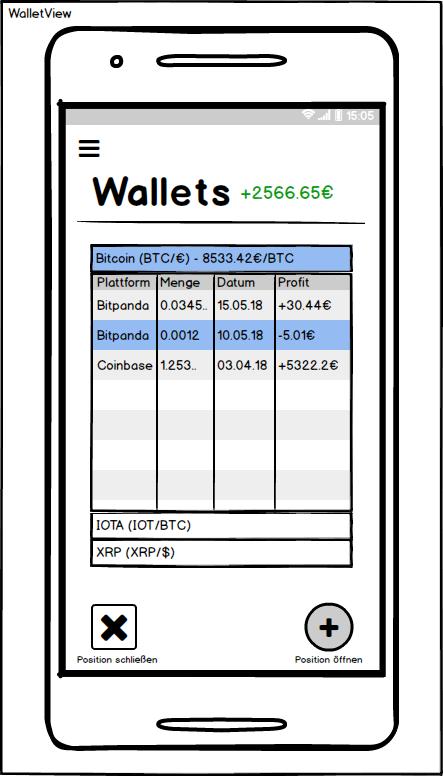 WalletView
15:05
Wallets +2566.65€
Bitcoin (BTC/€) - 8533.42€/BTC
Plattform Menge Datum Profit
Bitpanda 0.0345.. 15.05.18 +30.44€
Bitpanda 0.0012 10.05.18 -5.01€
Coinbase 1.253.. 03.04.18 +5322.2€
IOTA (IOT/BTC)
XRP (XRP/$)
Position schließen Position öffnen